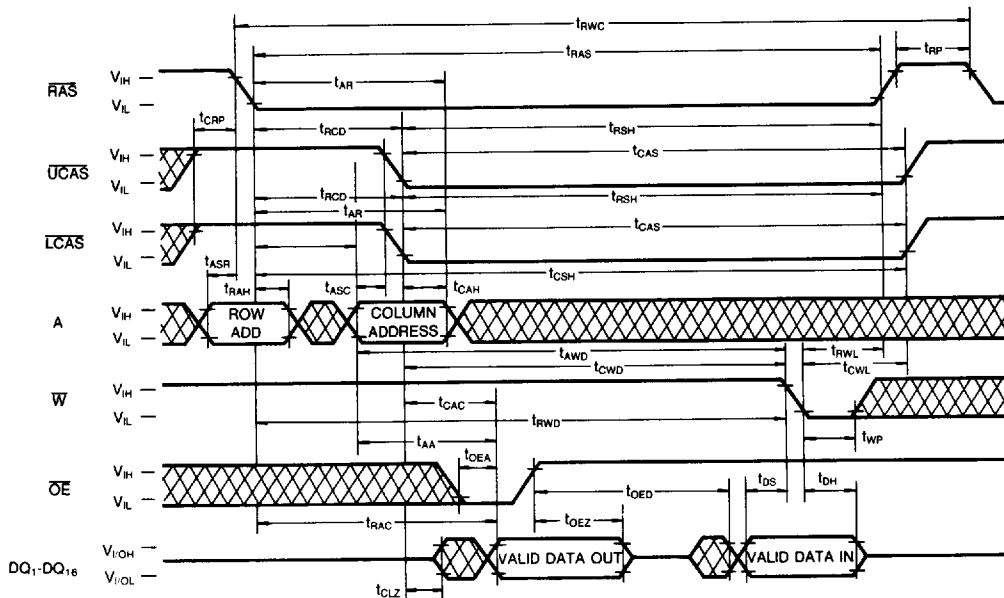 tRWC
tRAS
tRP
RAS
VIH
VIL
tAR
tCRP
tRCD
tRSH
UCAS
VIH
VIL
tCAS
tRCD
tRSH
tAR
LCAS
VIH
VIL
tCAS
tASR
tCSH
tRAH
tASC
tCAH
A
VIH
VIL
ROW
ADD
COLUMN
ADDRESS
tAWD
tRWL
tCWD
tCWL
W
VIH
VIL
tCAC
tRWD
tWP
tAA
tOEA
OE
VIH
VIL
tOED
tDS
tDH
tRAC
tOEZ
DQ1-DQ16
VI/OH
VI/OL
VALID DATA OUT
VALID DATA IN
tCLZ